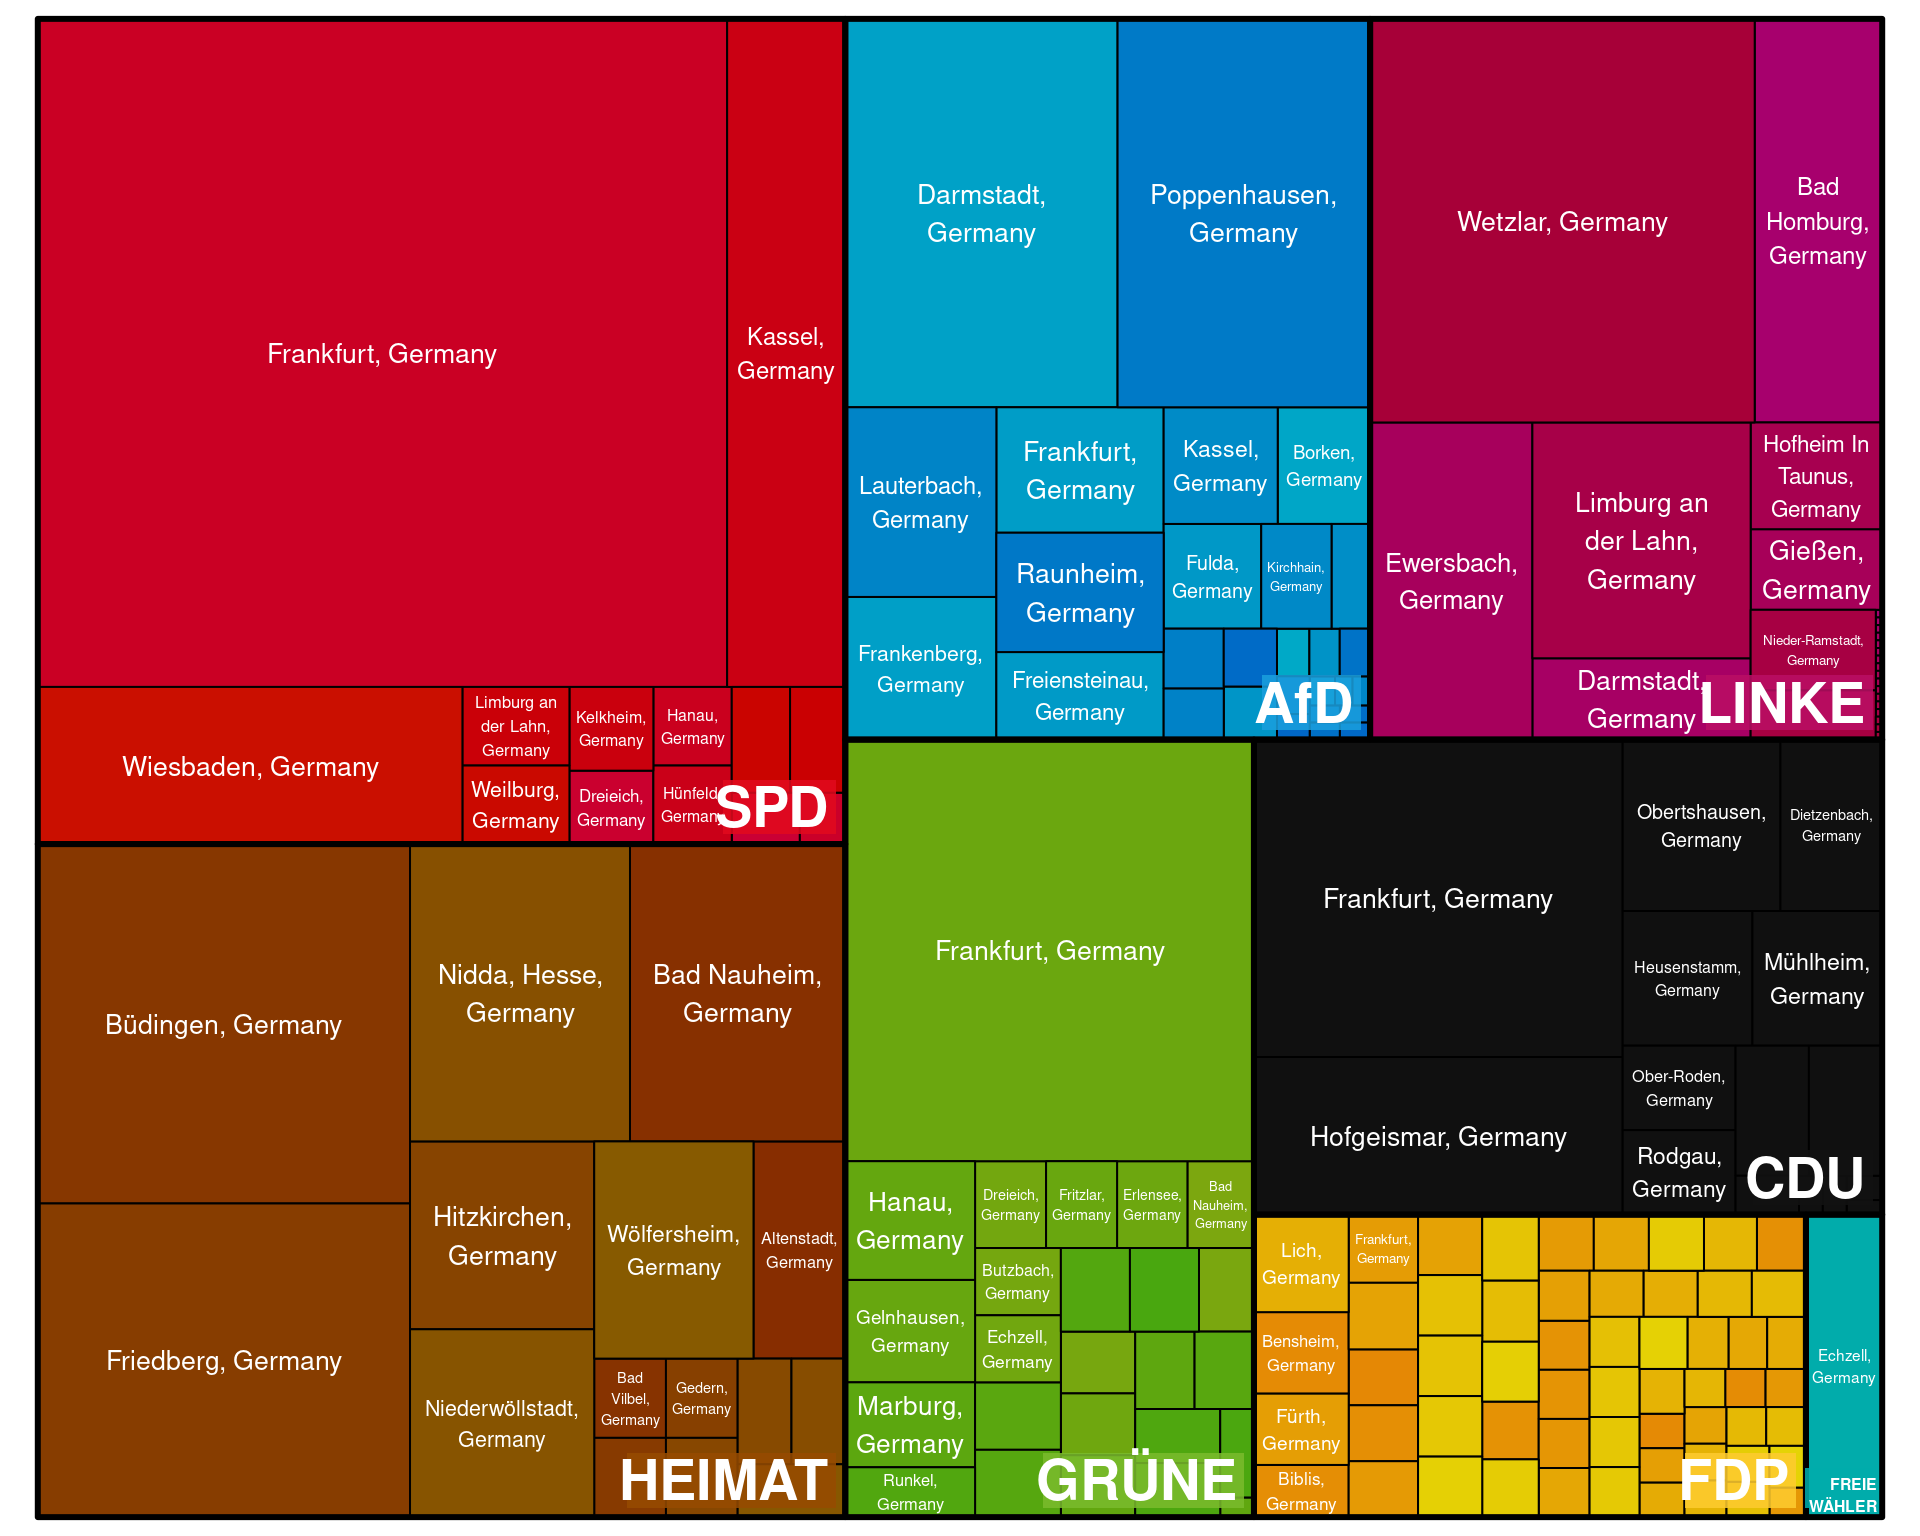 Frankfurt, Germany
Kassel,
Germany
Wiesbaden, Germany
Limburg an
der Lahn,
Germany
Weilburg,
Germany
Kelkheim,
Germany
Dreieich,
Germany
Hanau,
Germany
Hünfeld,
Germany
SPD
Darmstadt,
Germany
Poppenhausen,
Germany
Lauterbach,
Germany
Frankenberg,
Germany
Frankfurt,
Germany
Raunheim,
Germany
Freiensteinau,
Germany
Kassel,
Germany
Borken,
Germany
Fulda,
Germany
Kirchhain,
Germany
AfD
Wetzlar, Germany
Bad
Homburg,
Germany
Ewersbach,
Germany
Limburg an
der Lahn,
Germany
Darmstadt,
Germany
Hofheim In
Taunus,
Germany
Gießen,
Germany
Nieder-Ramstadt,
Germany
LINKE
Büdingen, Germany
Friedberg, Germany
Nidda, Hesse,
Germany
Bad Nauheim,
Germany
Hitzkirchen,
Germany
Niederwöllstadt,
Germany
Wölfersheim,
Germany
Altenstadt,
Germany
Bad
Vilbel,
Germany
Gedern,
Germany
HEIMAT
Frankfurt, Germany
Hanau,
Germany
Gelnhausen,
Germany
Marburg,
Germany
Runkel,
Germany
Dreieich,
Germany
Fritzlar,
Germany
Erlensee,
Germany
Bad
Nauheim,
Germany
Butzbach,
Germany
Echzell,
Germany
GRÜNE
Frankfurt, Germany
Hofgeismar, Germany
Obertshausen,
Germany
Dietzenbach,
Germany
Heusenstamm,
Germany
Mühlheim,
Germany
Ober-Roden,
Germany
Rodgau,
Germany
CDU
Lich,
Germany
Bensheim,
Germany
Fürth,
Germany
Biblis,
Germany
Frankfurt,
Germany
FDP
Echzell,
Germany
FREIE
WÄHLER